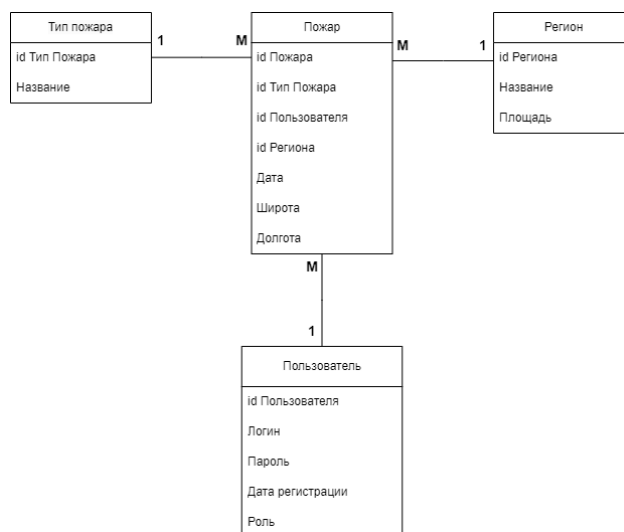 Тип пожара
id Тип Пожара
Название
1
M
Пожар
id Пожара
id Тип Пожара
id Пользователя
id Региона
Дата
Широта
Долгота
M
1
Регион
id Региона
Название
Площадь
M
1
Пользователь
id Пользователя
Логин
Пароль
Дата регистрации
Роль